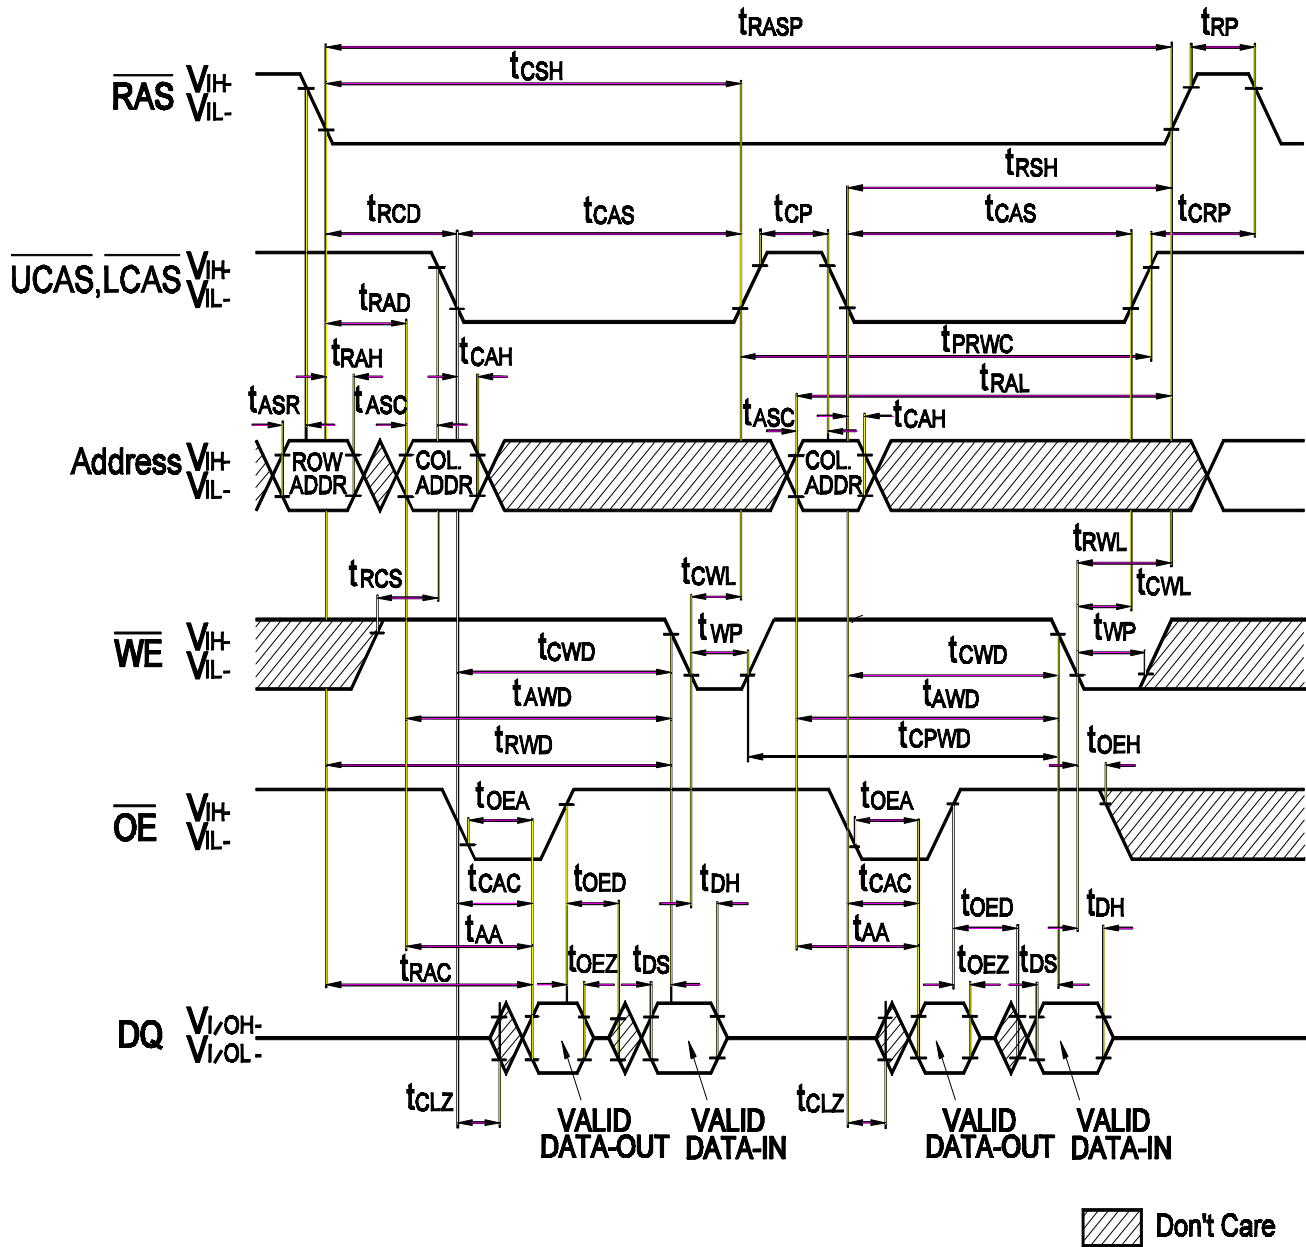 tRASP tRP
tCSH
RAS VIH-
VIL-
tRSH
tRCD tCAS tCP tCAS tCRP
UCAS,LCAS VIH-
VIL-
tRAD
tPRWC
tRAH tCAH
tRAL
tASR tASC tASC tCAH
Address VIH-
VIL-
ROW
ADDR
COL.
ADDR
COL.
ADDR
tRWL
tRCS tCWL tCWL
WE VIH-
VIL-
tWP tWP
tCWD tCWD
tAWD tAWD
tRWD tCPWD
tOEH
OE VIH-
VIL-
tOEA tOEA
tCAC tOED tDH tCAC tOED tDH
tAA tAA
tRAC tOEZ tDS tOEZ tDS
DQ VI/OH-
VI/OL-
tCLZ tCLZ
VALID
DATA-OUT
VALID
DATA-IN
VALID
DATA-OUT
VALID
DATA-IN
Don't Care